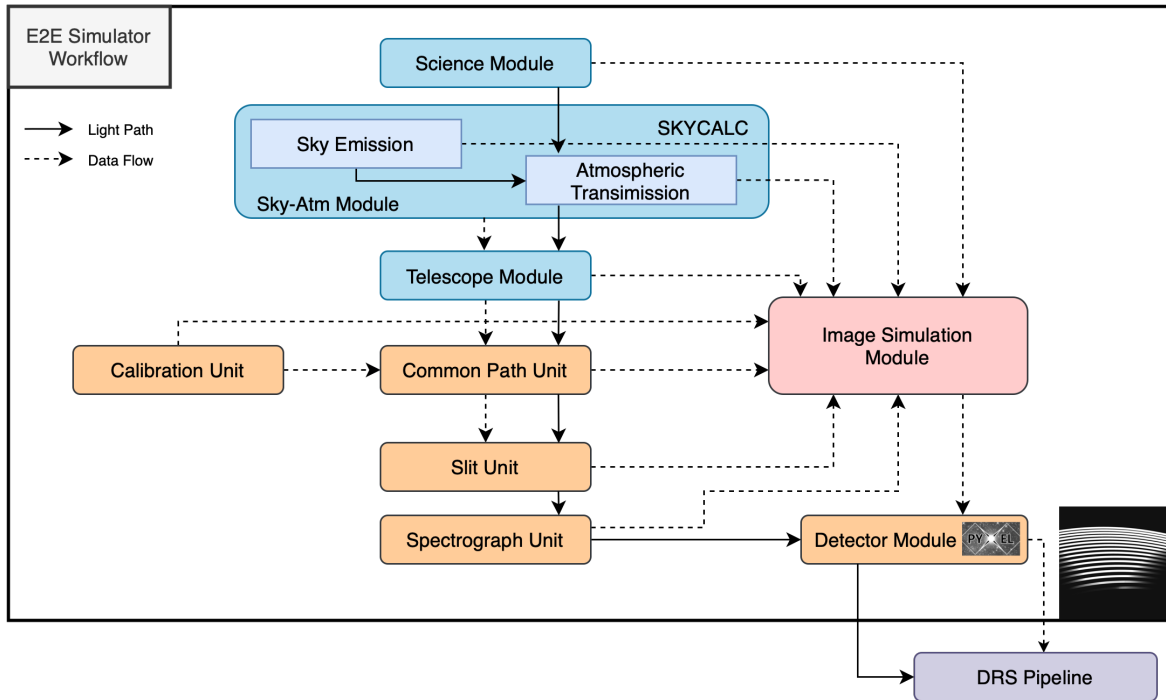 E2E Simulator
Workflow
Light Path
Data Flow
Science Module
SKYCALC
Sky Emission
Atmospheric
Transimission
Sky-Atm Module
Telescope Module
Image Simulation
Module
Calibration Unit
Common Path Unit
Slit Unit
Spectrograph Unit
Detector Module
PY EL
DRS Pipeline